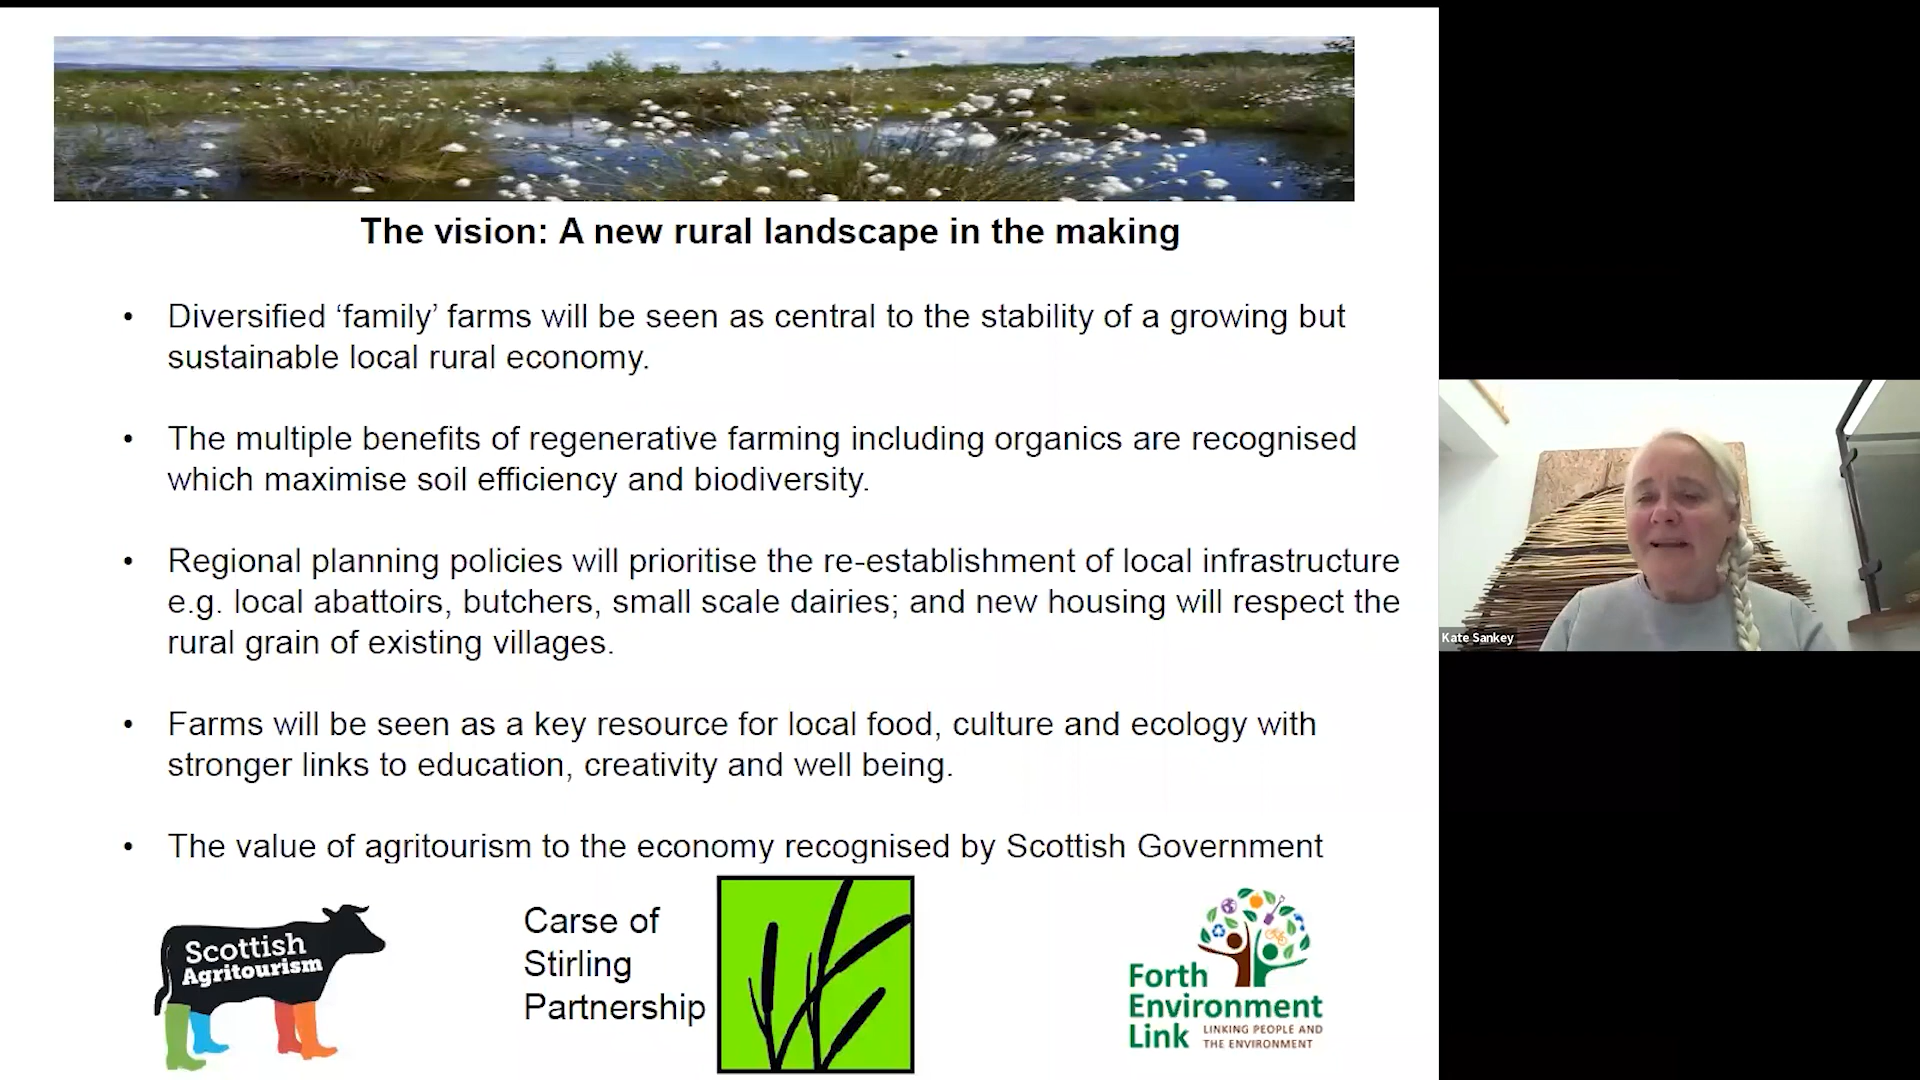 The vision: A new rural landscape in the making
• Diversified ‘family’ farms will be seen as central to the stability of a growing but
sustainable local rural economy.
• The multiple benefits of regenerative farming including organics are recognised
which maximise soil efficiency and biodiversity.
• Regional planning policies will prioritise the re-establishment of local infrastructure
e.g. local abattoirs, butchers, small scale dairies; and new housing will respect the
rural grain of existing villages.
• Farms will be seen as a key resource for local food, culture and ecology with
stronger links to education, creativity and well being.
• The value of agritourism to the economy recognised by Scottish Government
Scottish
Agritourism
Carse of
Stirling
Partnership
Forth
Environment
Link
LINKING PEOPLE AND
THE ENVIRONMENT
Kate Sankey